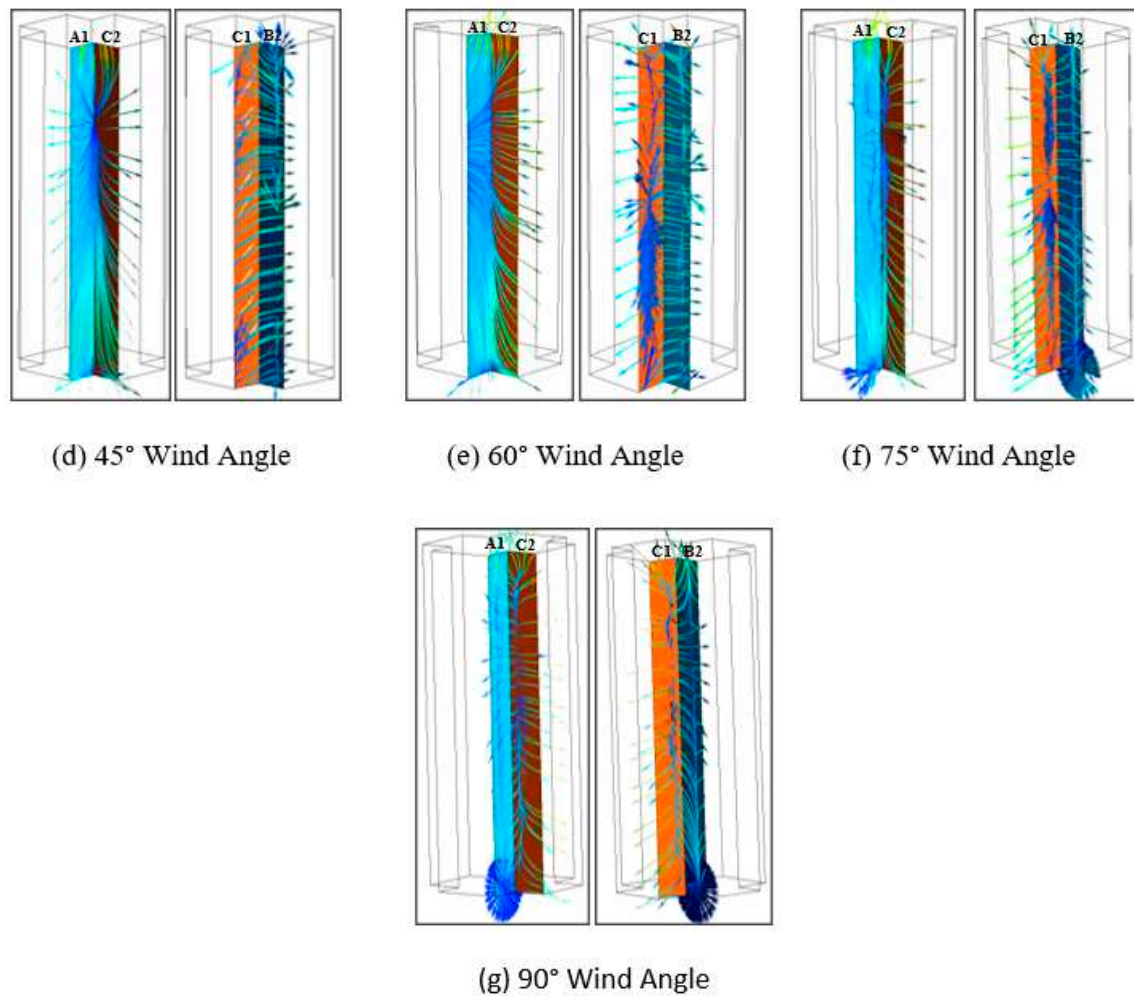 A1 C2 C1 B2
A1 C2 C1 B2
A1 C2 C1 B2
(d) 45° Wind Angle
(e) 60° Wind Angle
(f) 75° Wind Angle
A1 C2 C1 B2
(g) 90° Wind Angle